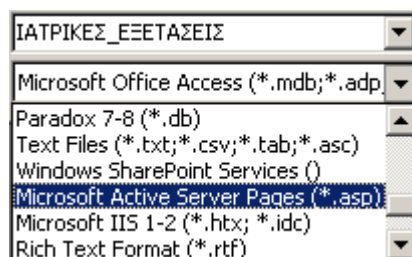 ΙΑΤΡΙΚΕΣ_ΕΞΕΤΑΣΕΙΣ
Microsoft Office Access (*.mdb;*.adp
Paradox 7-8 (*.db)
Text Files (*.txt;*.csv;*.tab;*.asc)
Windows SharePoint Services ()
Microsoft Active Server Pages (*.asp)
Microsoft IIS 1-2 (*.htx; *.idc)
Rich Text Format (*.rtf)